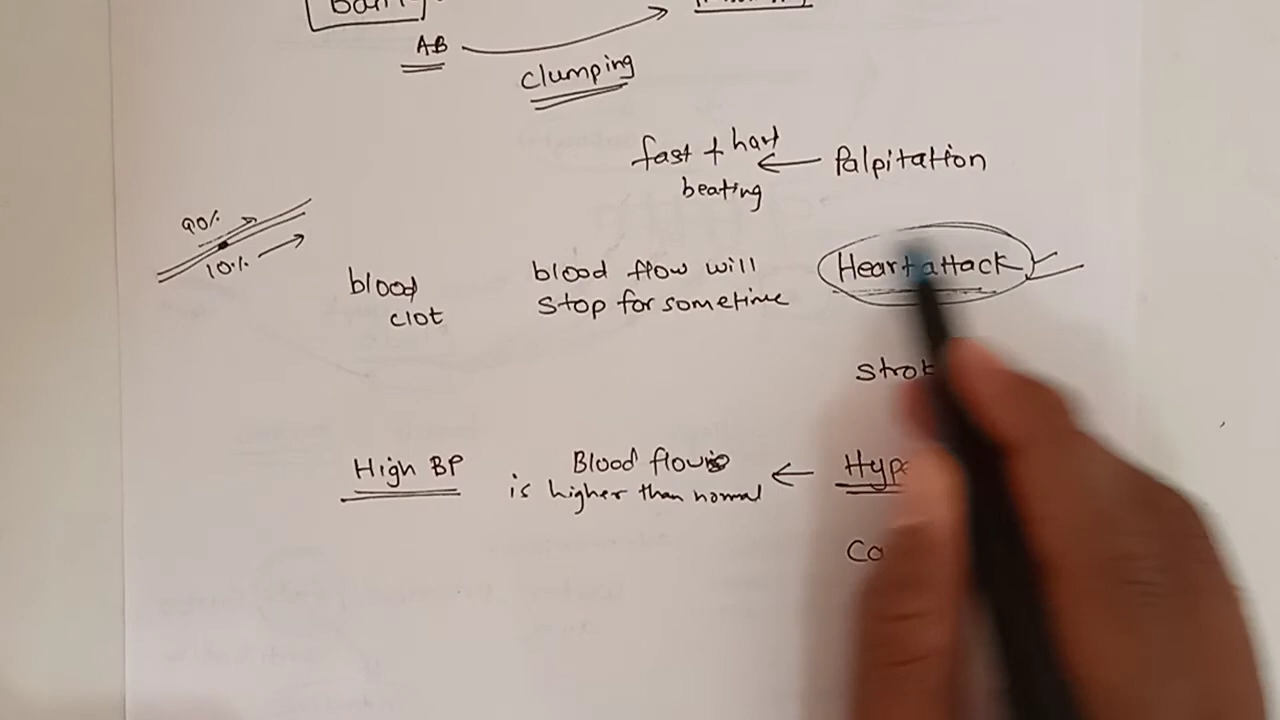 AB
clumping
fast + hart ← Palpitation
beating
90%
10%
blood
clot
blood flow will
stop for sometime
Heart attack
High BP
Blood flow is
is higher than normal